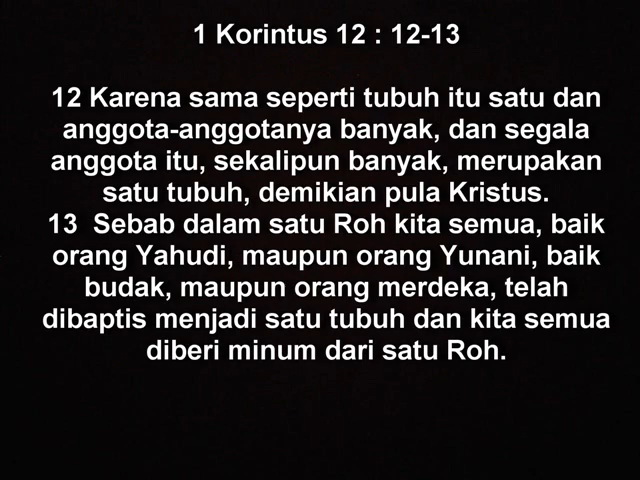 1 Korintus 12 : 12-13
12 Karena sama seperti tubuh itu satu dan
anggota-anggotanya banyak, dan segala
anggota itu, sekalipun banyak, merupakan
satu tubuh, demikian pula Kristus.
13  Sebab dalam satu Roh kita semua, baik
orang Yahudi, maupun orang Yunani, baik
budak, maupun orang merdeka, telah
dibaptis menjadi satu tubuh dan kita semua
diberi minum dari satu Roh.